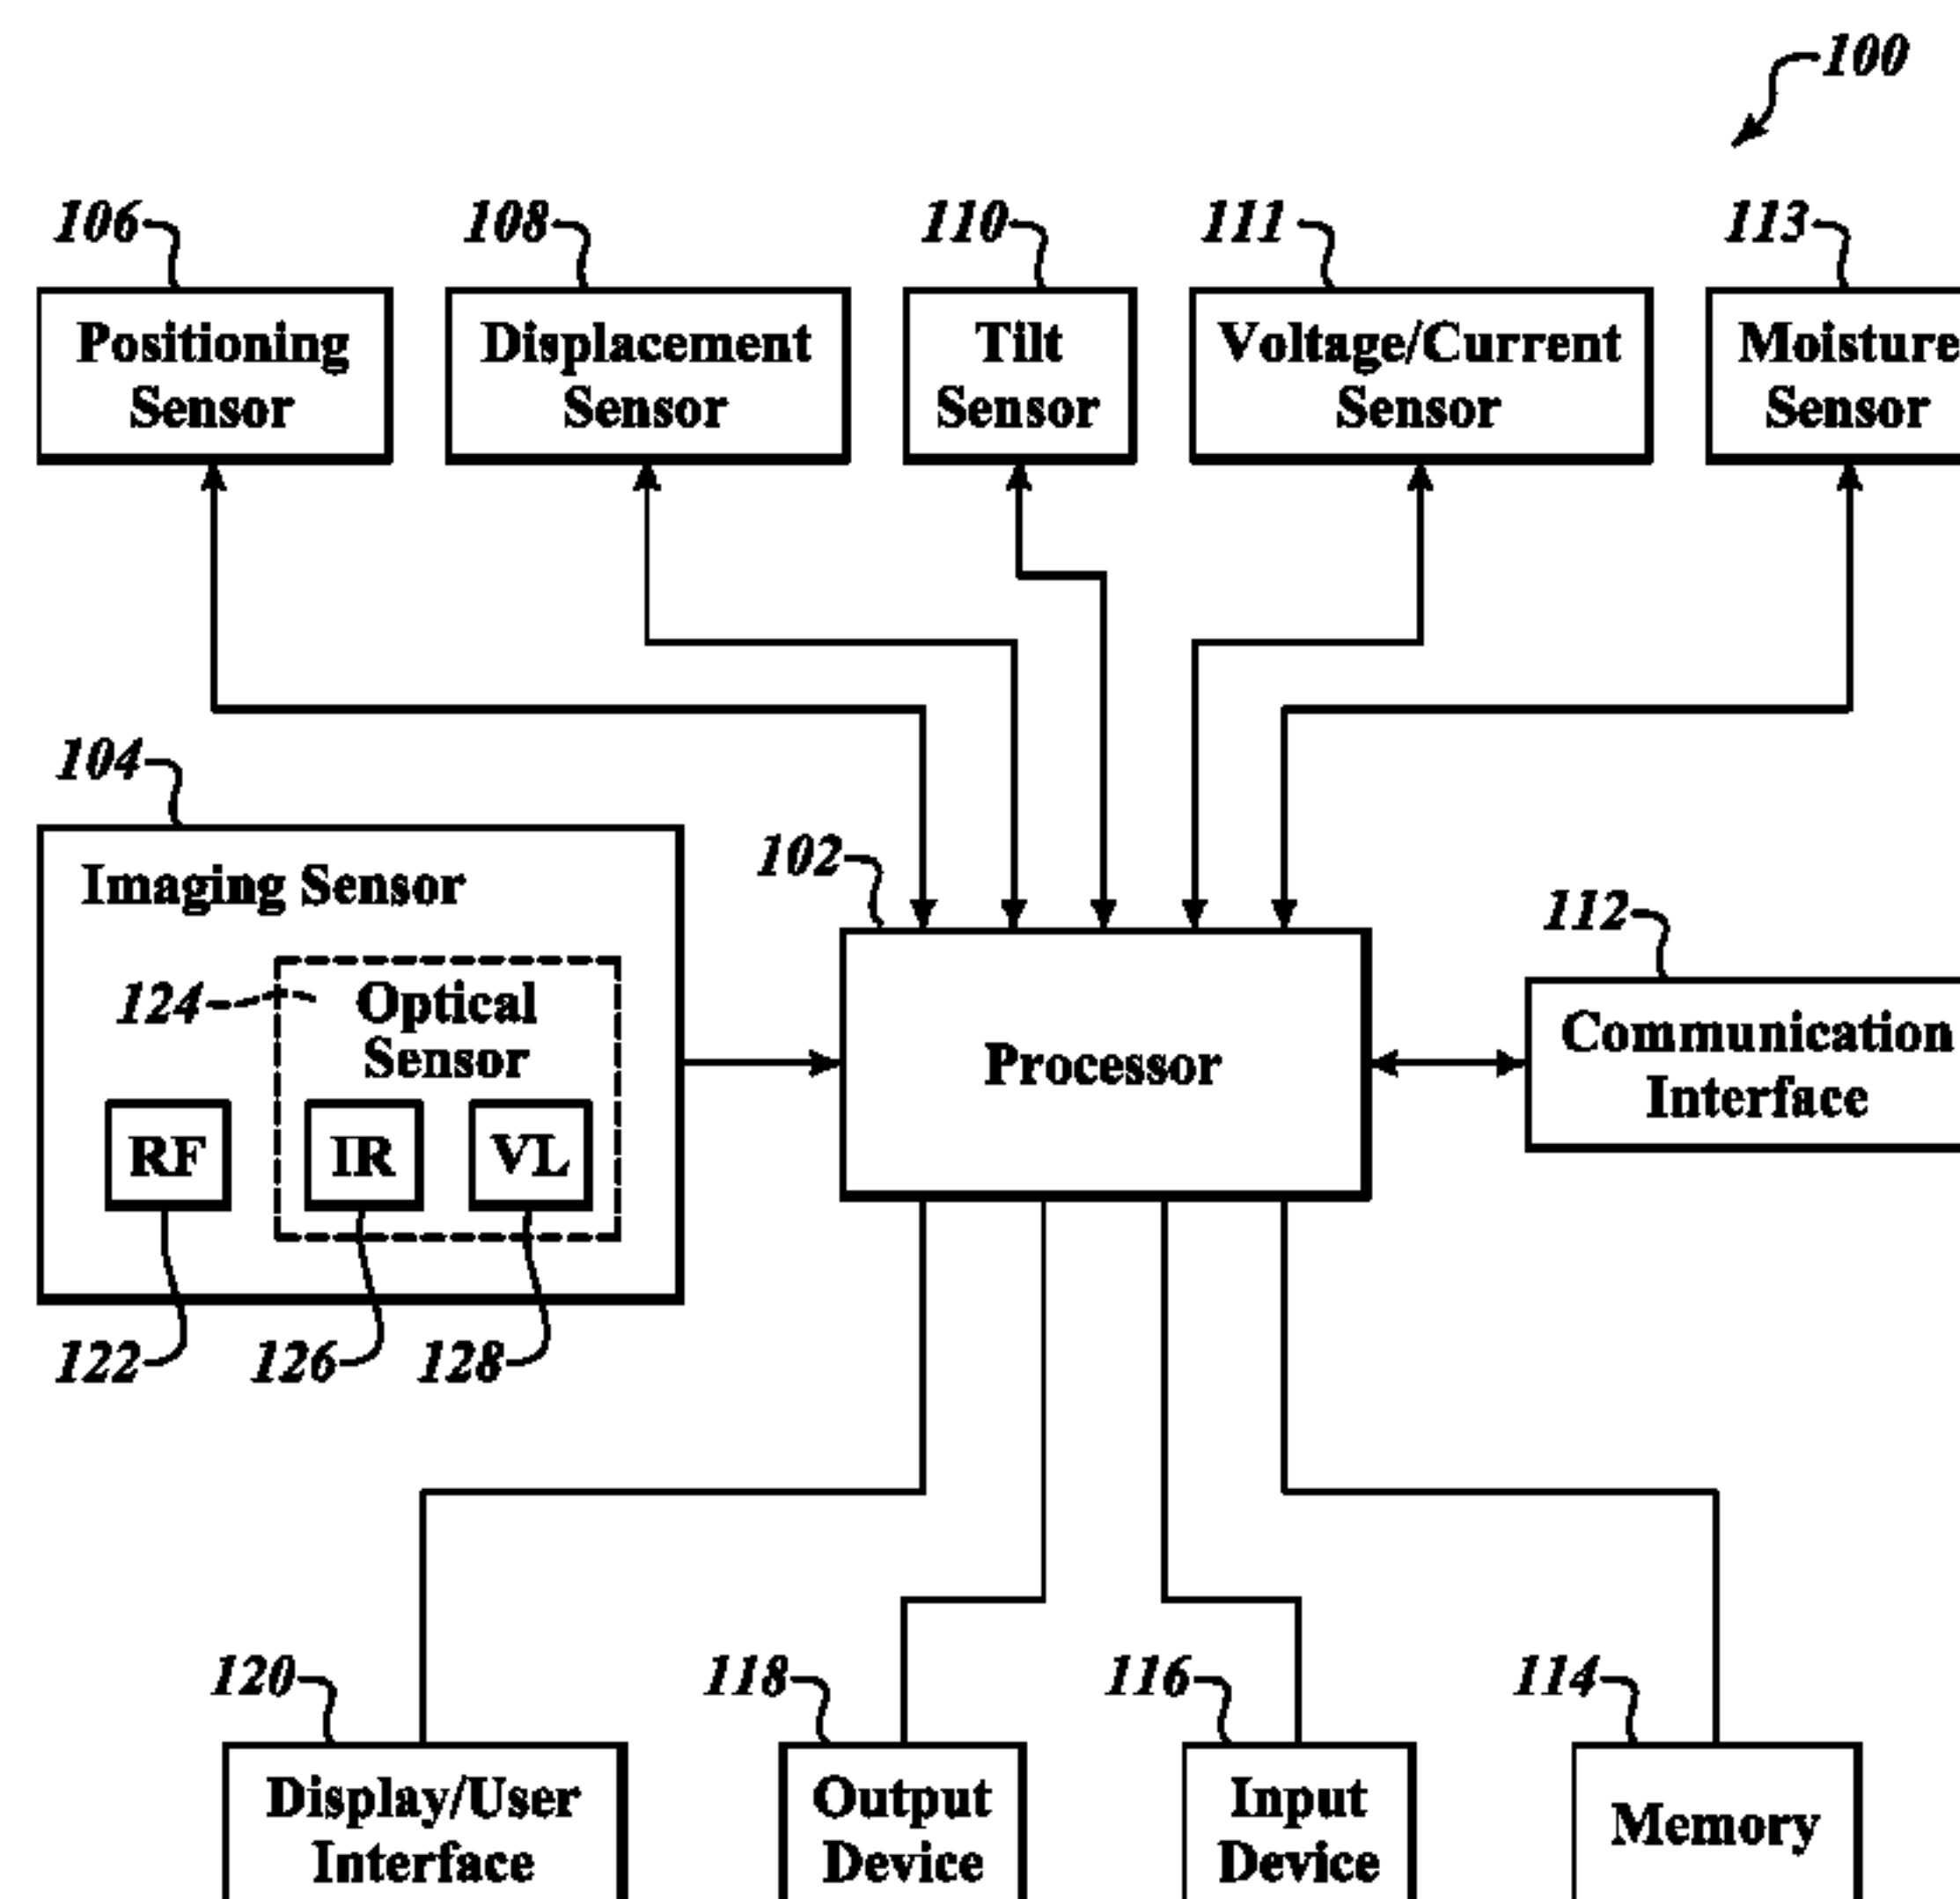 100
106
108
110
111
113
Positioning
Sensor
Displacement
Sensor
Tilt
Sensor
Voltage/Current
Sensor
Moisture
Sensor
104
Imaging Sensor
124
Optical
Sensor
RF
IR
VL
122
126
128
102
Processor
112
Communication
Interface
120
118
116
114
Display/User
Interface
Output
Device
Input
Device
Memory